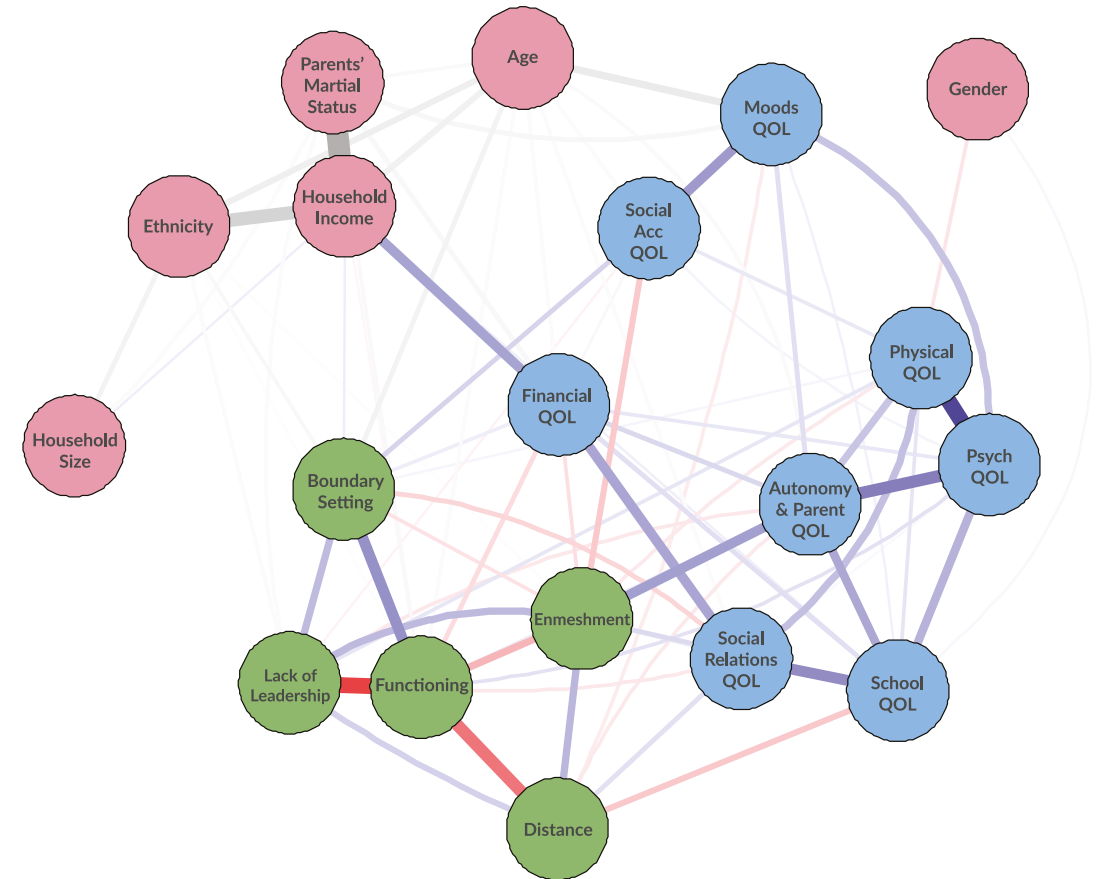 Age
Parents'
Martial
Status
Gender
Moods
QOL
Household
Income
Ethnicity
Social
Acc
QOL
Physical
QOL
Financial
QOL
Household
Size
Psych
QOL
Boundary
Setting
Autonomy
& Parent
QOL
Enmeshment
Social
Relations
QOL
Lack of
Leadership
Functioning
School
QOL
Distance